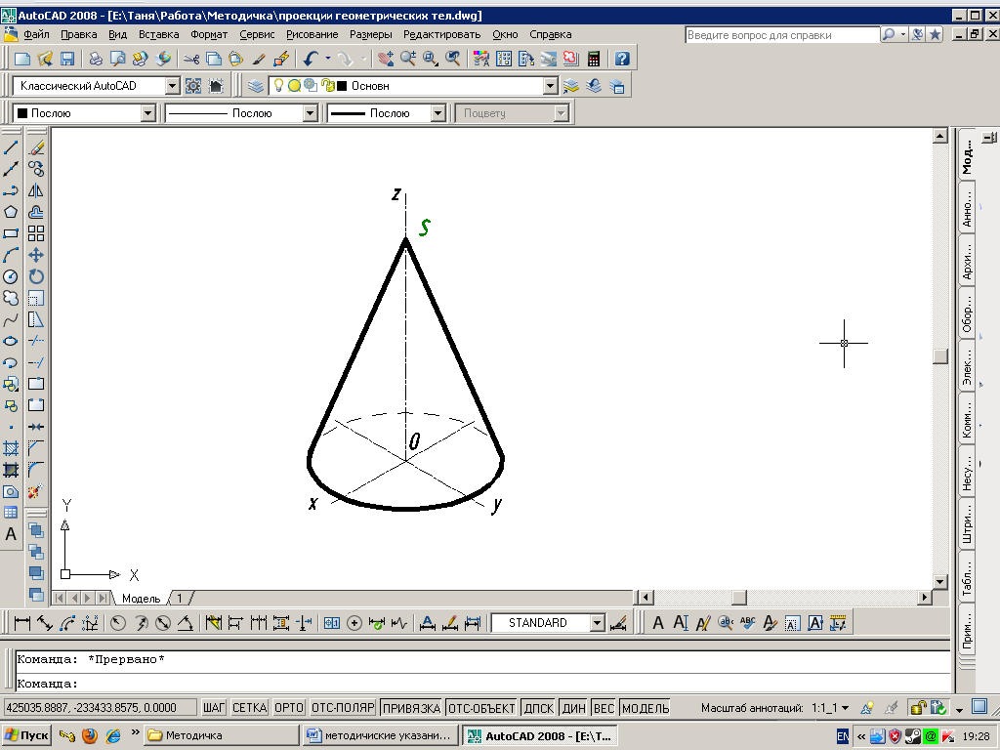 AutoCAD 2008 - [E:\Таня\Работа\Методичка\проекции геометрических тел.dwg]
Файл Правка Вид Вставка Формат Сервис Рисование Размеры Редактировать Окно Справка
Введите вопрос для справки
Классический AutoCAD
Основн
Послою
Послою
Послою
Поцвету
Мод...
Анно...
Архи...
Обор...
Элек...
Комм...
Несу...
Штри...
Табл...
Прим...
z
S
0
x
y
Y
X
A
Модель
1
STANDARD
Команда: *Прервано*
Команда:
425035.8887, -233433.8575, 0.0000
ШАГ СЕТКА ОРТО ОТС-ПОЛЯР ПРИВЯЗКА ОТС-ОБЪЕКТ ДПСК ДИН ВЕС МОДЕЛЬ
Масштаб аннотаций: 1:1_1
Пуск
Методичка
методичиские указани...
AutoCAD 2008 - [E:\Т...
EN
19:28